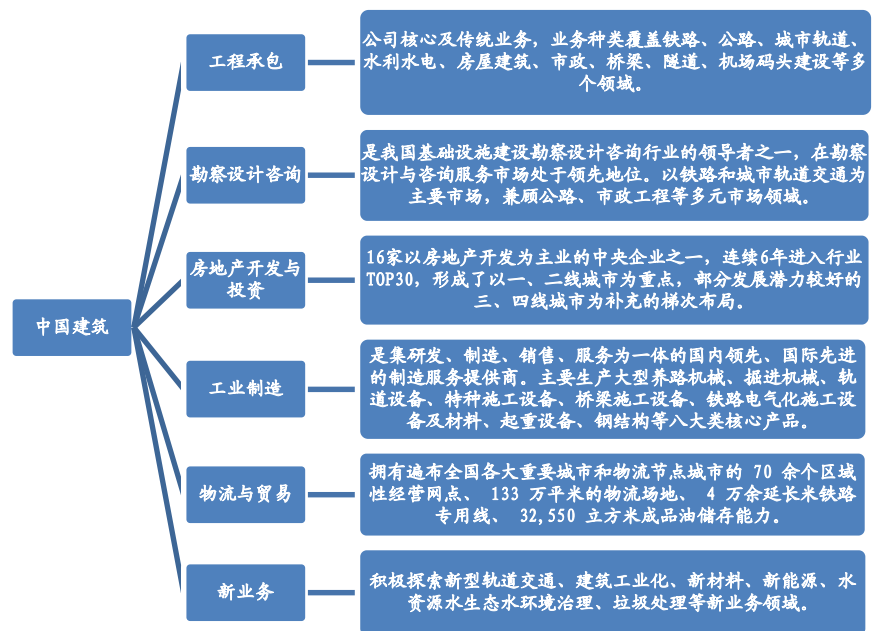 中国建筑
工程承包
公司核心及传统业务，业务种类覆盖铁路、公路、城市轨道、
水利水电、房屋建筑、市政、桥梁、隧道、机场码头建设等多
个领域。
勘察设计咨询
是我国基础设施建设勘察设计咨询行业的领导者之一，在勘察
设计与咨询服务市场处于领先地位。以铁路和城市轨道交通为
主要市场，兼顾公路、市政工程等多元市场领域。
房地产开发与
投资
16家以房地产开发为主业的中央企业之一，连续6年进入行业
TOP30，形成了以一、二线城市为重点，部分发展潜力较好的
三、四线城市为补充的梯次布局。
工业制造
是集研发、制造、销售、服务为一体的国内领先、国际先进
的制造服务提供商。主要生产大型养路机械、掘进机械、轨
道设备、特种施工设备、桥梁施工设备、铁路电气化施工设
备及材料、起重设备、钢结构等八大类核心产品。
物流与贸易
拥有遍布全国各大重要城市和物流节点城市的 70 余个区域
性经营网点、 133 万平米的物流场地、 4 万余延长米铁路
专用线、 32,550 立方米成品油储存能力。
新业务
积极探索新型轨道交通、建筑工业化、新材料、新能源、水
资源水生态水环境治理、垃圾处理等新业务领域。